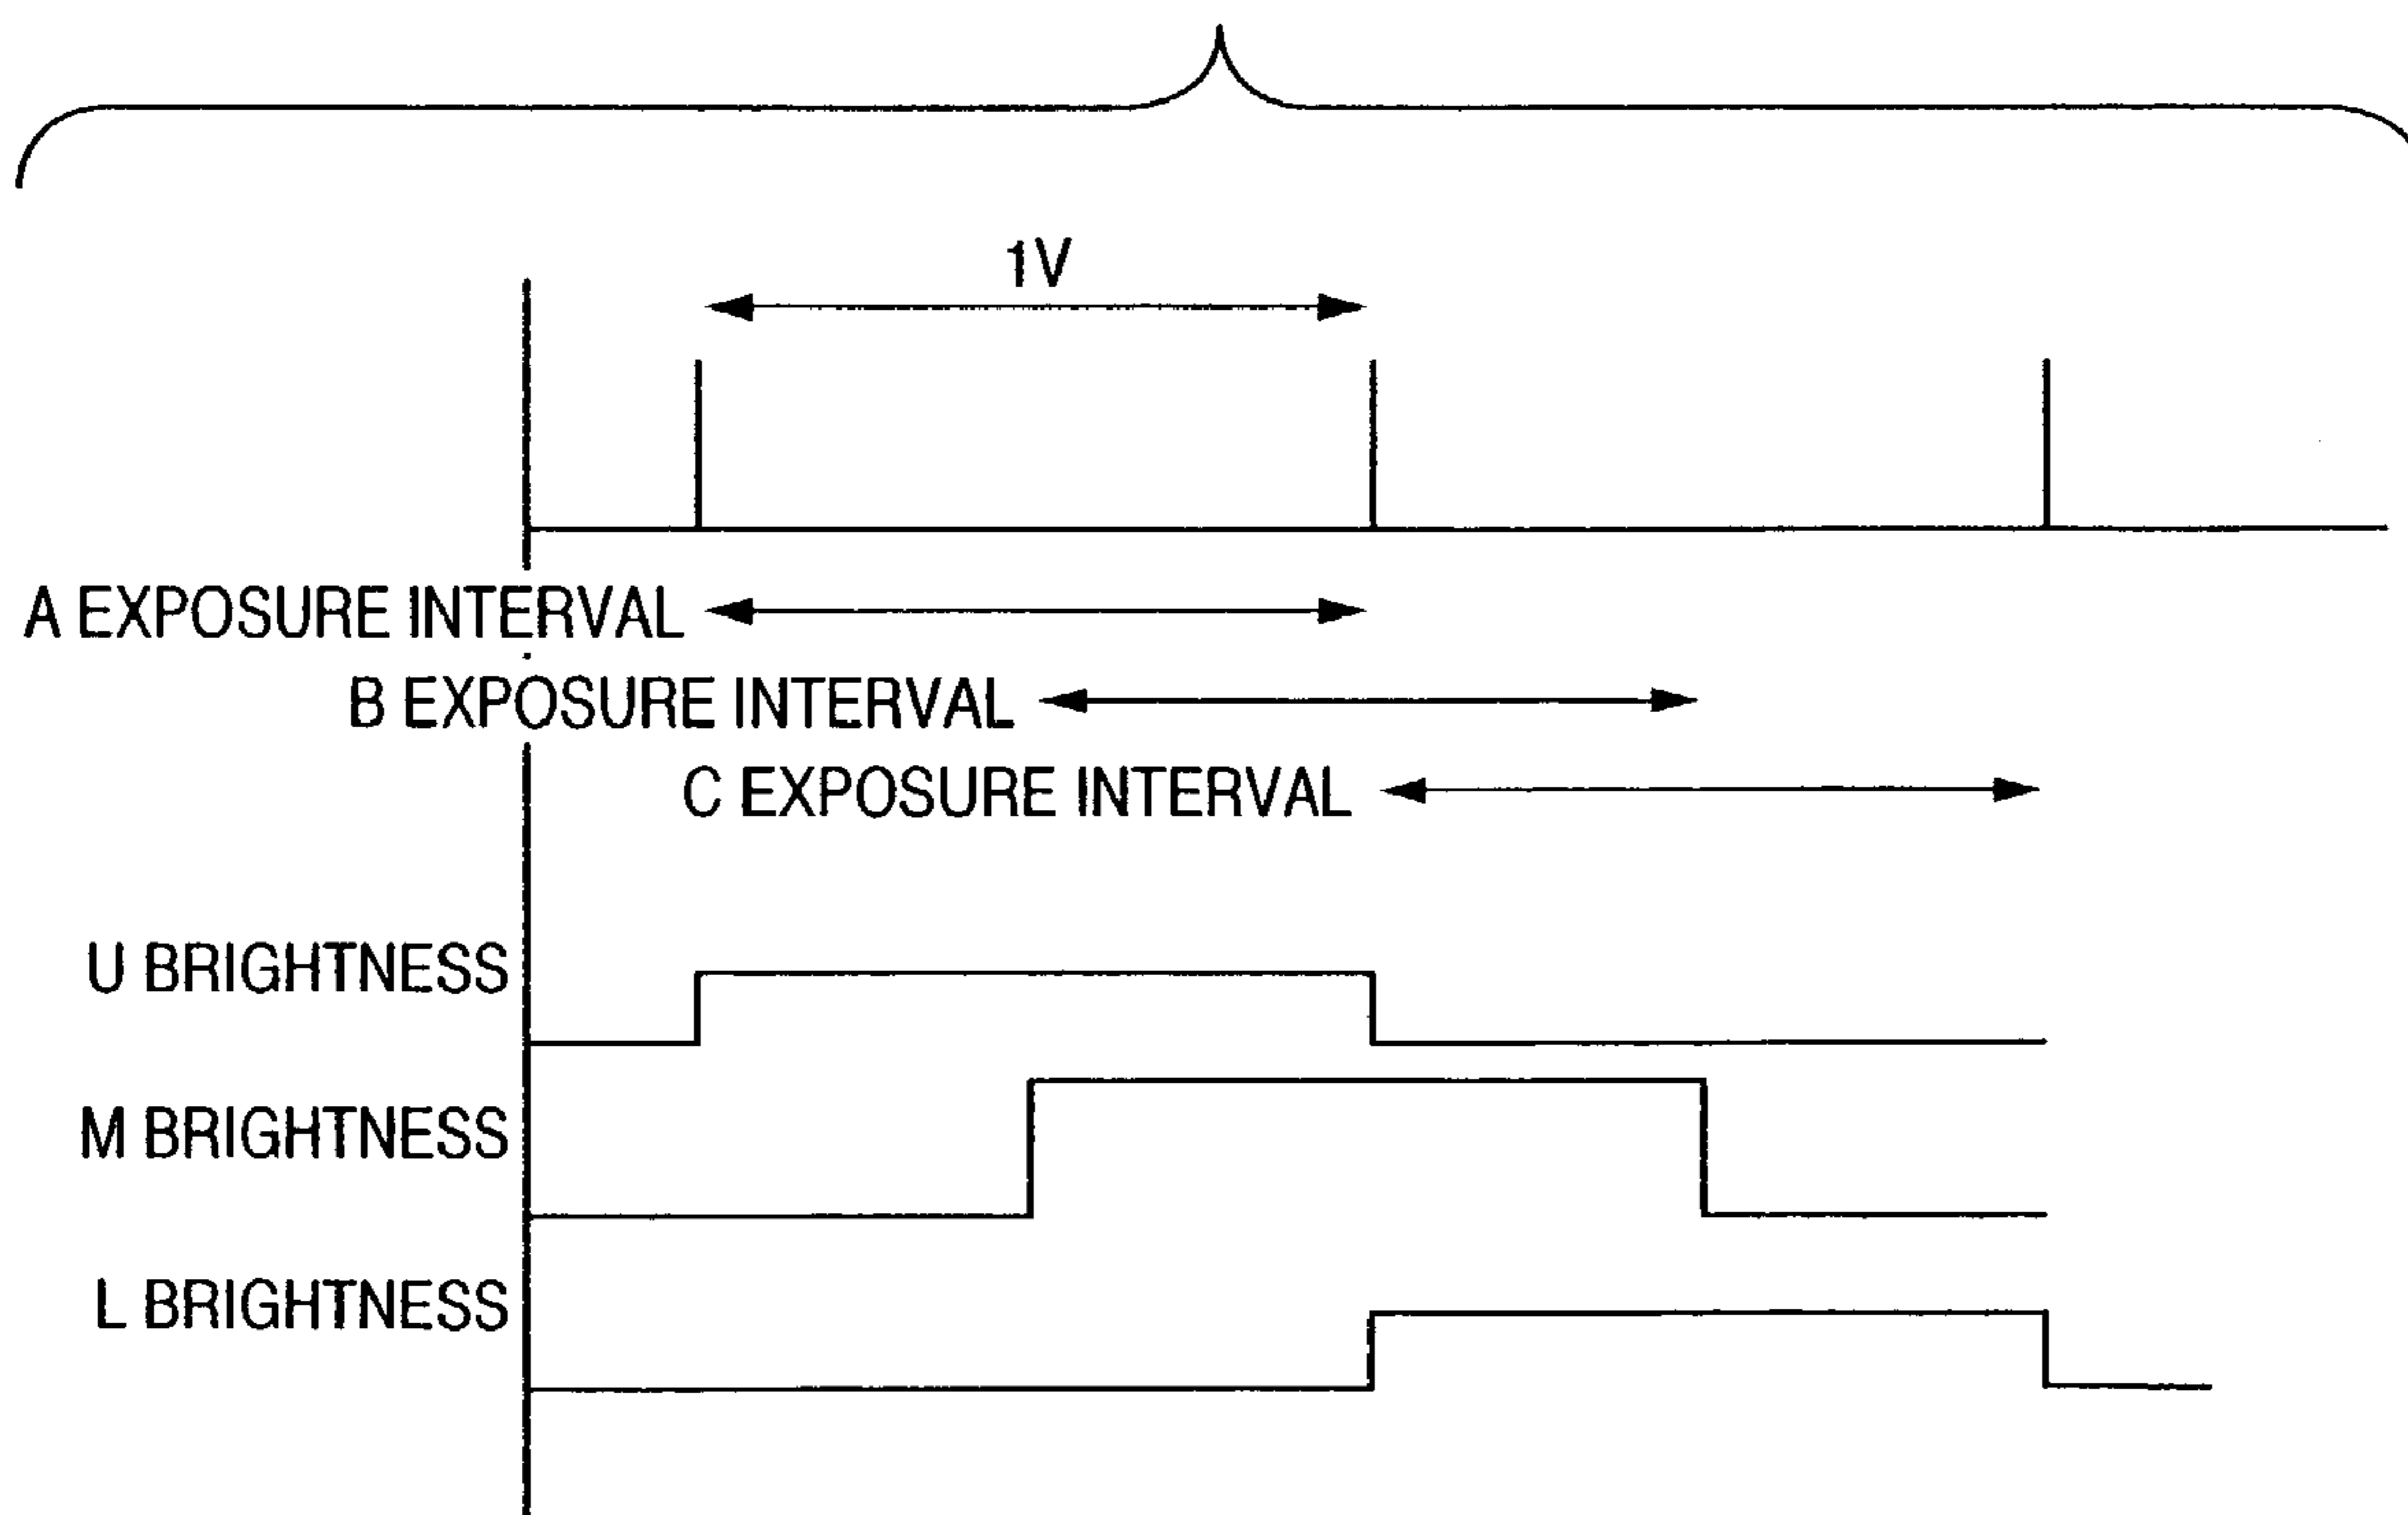 1V
A EXPOSURE INTERVAL
B EXPOSURE INTERVAL
C EXPOSURE INTERVAL
U BRIGHTNESS
M BRIGHTNESS
L BRIGHTNESS